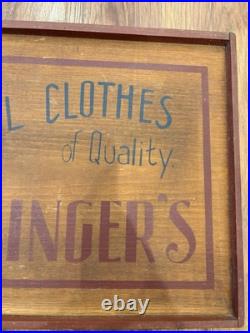 L CLOTHES
of Quality.
INGER'S